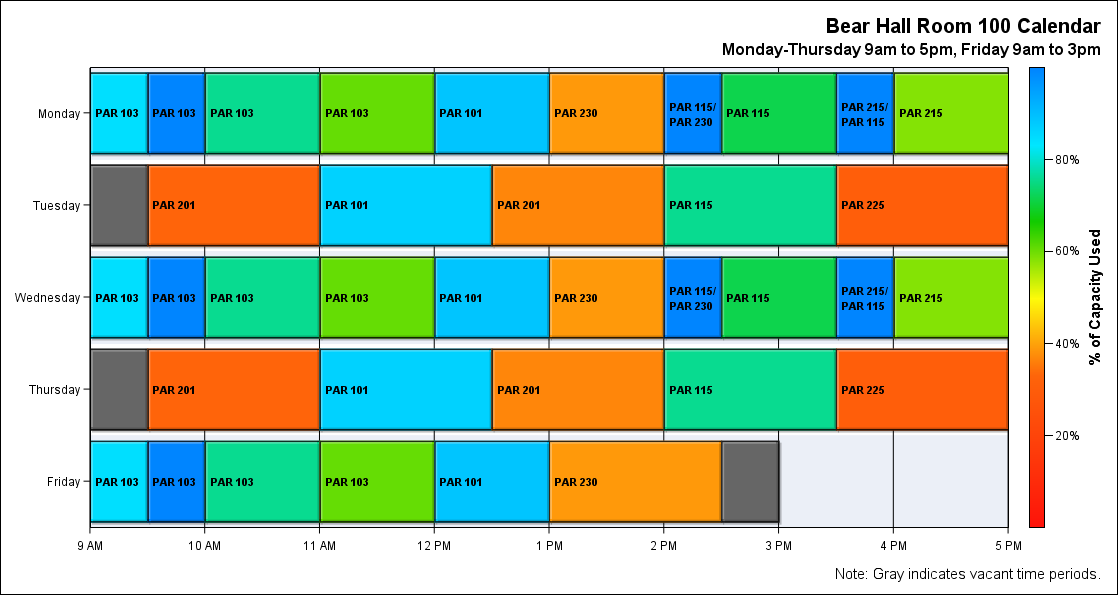 Bear Hall Room 100 Calendar
Monday-Thursday 9am to 5pm, Friday 9am to 3pm
Monday
PAR 103
PAR 103
PAR 103
PAR 103
PAR 101
PAR 230
PAR 115/
PAR 230
PAR 115
PAR 215/
PAR 115
PAR 215
Tuesday
PAR 201
PAR 101
PAR 201
PAR 115
PAR 225
Wednesday
PAR 103
PAR 103
PAR 103
PAR 103
PAR 101
PAR 230
PAR 115/
PAR 230
PAR 115
PAR 215/
PAR 115
PAR 215
Thursday
PAR 201
PAR 101
PAR 201
PAR 115
PAR 225
Friday
PAR 103
PAR 103
PAR 103
PAR 103
PAR 101
PAR 230
9 AM
10 AM
11 AM
12 PM
1 PM
2 PM
3 PM
4 PM
5 PM
80%
60%
40%
20%
% of Capacity Used
Note: Gray indicates vacant time periods.